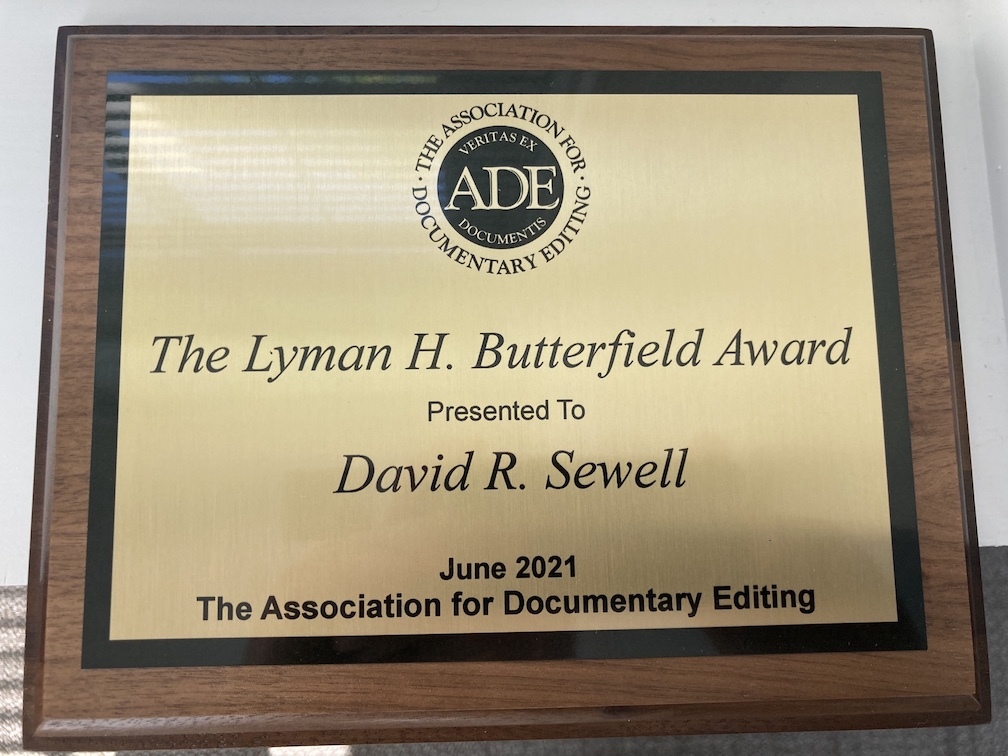 · THE ASSOCIATION FOR ·
DOCUMENTARY EDITING
VERITAS EX
ADE
DOCUMENTIS
The Lyman H. Butterfield Award
Presented To
David R. Sewell
June 2021
The Association for Documentary Editing